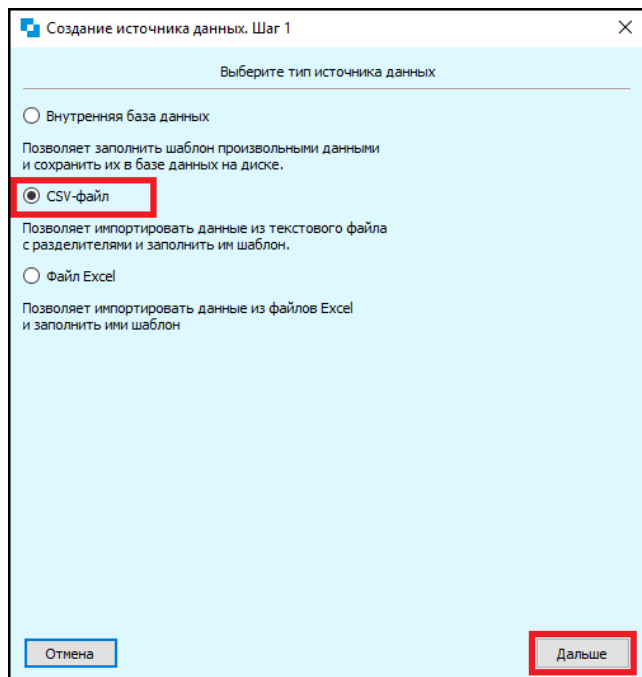 Создание источника данных. Шаг 1
Выберите тип источника данных
Внутренняя база данных
Позволяет заполнить шаблон произвольными данными
и сохранить их в базе данных на диске.
CSV-файл
Позволяет импортировать данные из текстового файла
с разделителями и заполнить им шаблон.
Файл Excel
Позволяет импортировать данные из файлов Excel
и заполнить ими шаблон
Отмена
Дальше